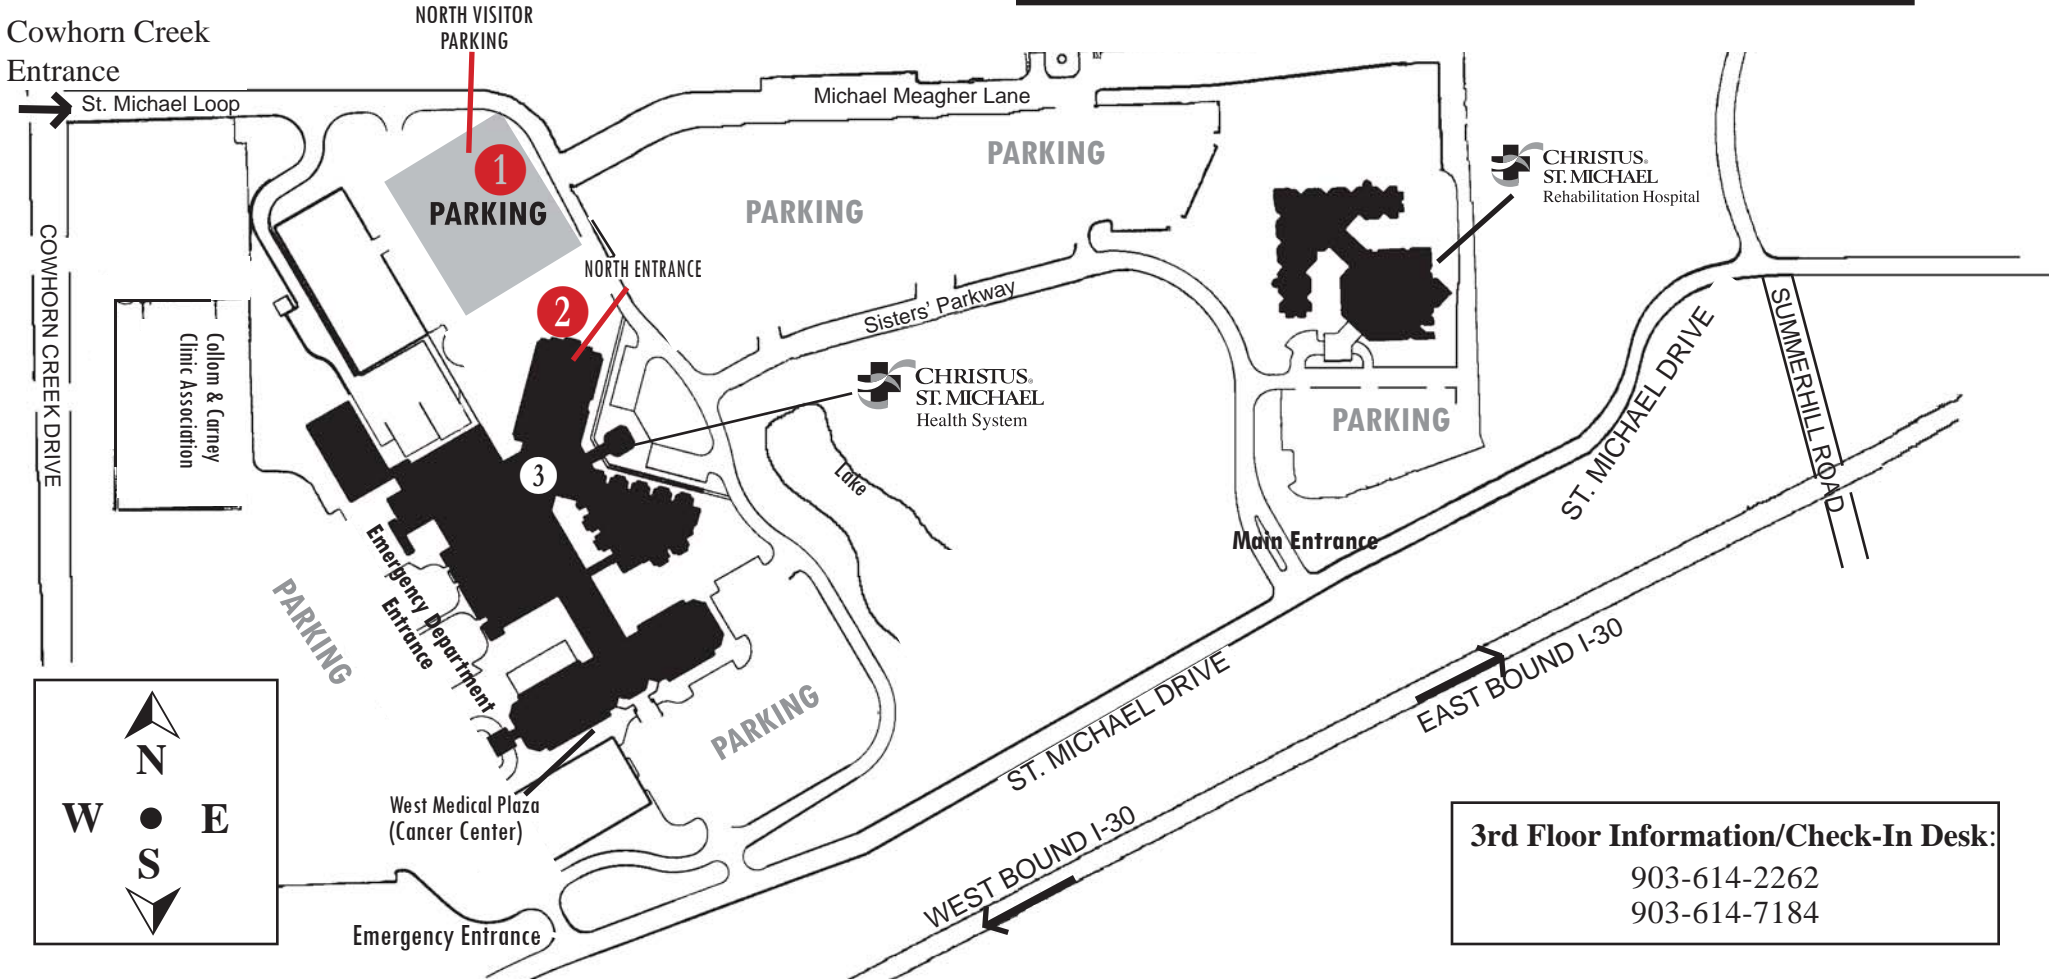 NORTH VISITOR
PARKING
Cowhorn Creek
Entrance
St. Michael Loop
Michael Meagher Lane
1
PARKING
PARKING
PARKING
CHRISTUS®
ST. MICHAEL
Rehabilitation Hospital
NORTH ENTRANCE
2
Sisters' Parkway
COWHORN CREEK DRIVE
Collom & Carney
Clinic Association
CHRISTUS®
ST. MICHAEL
Health System
3
Lake
PARKING
ST. MICHAEL DRIVE
SUMMERHILL ROAD
Main Entrance
Emergency Department
Entrance
PARKING
PARKING
ST. MICHAEL DRIVE
EAST BOUND I-30
WEST BOUND I-30
West Medical Plaza
(Cancer Center)
Emergency Entrance
N
W E
S
3rd Floor Information/Check-In Desk:
903-614-2262
903-614-7184